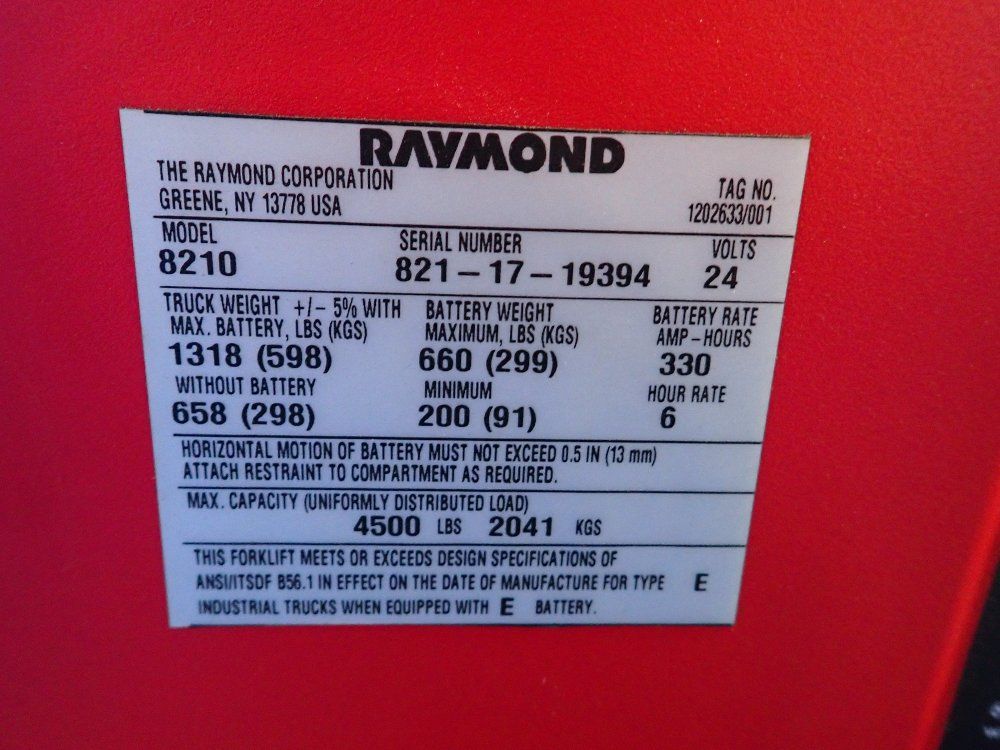 RAYMOND
THE RAYMOND CORPORATION
GREENE, NY 13778 USA
TAG NO.
1202633/001
MODEL
8210
SERIAL NUMBER
821-17-19394
VOLTS
24
TRUCK WEIGHT +/- 5% WITH
MAX. BATTERY, LBS (KGS)
1318 (598)
WITHOUT BATTERY
658 (298)
BATTERY WEIGHT
MAXIMUM, LBS (KGS)
660 (299)
MINIMUM
200 (91)
BATTERY RATE
AMP-HOURS
330
HOUR RATE
6
HORIZONTAL MOTION OF BATTERY MUST NOT EXCEED 0.5 IN (13 mm)
ATTACH RESTRAINT TO COMPARTMENT AS REQUIRED.
MAX. CAPACITY (UNIFORMLY DISTRIBUTED LOAD)
4500 LBS 2041 KGS
THIS FORKLIFT MEETS OR EXCEEDS DESIGN SPECIFICATIONS OF
ANSI/ITSDF B56.1 IN EFFECT ON THE DATE OF MANUFACTURE FOR TYPE E
INDUSTRIAL TRUCKS WHEN EQUIPPED WITH E BATTERY.